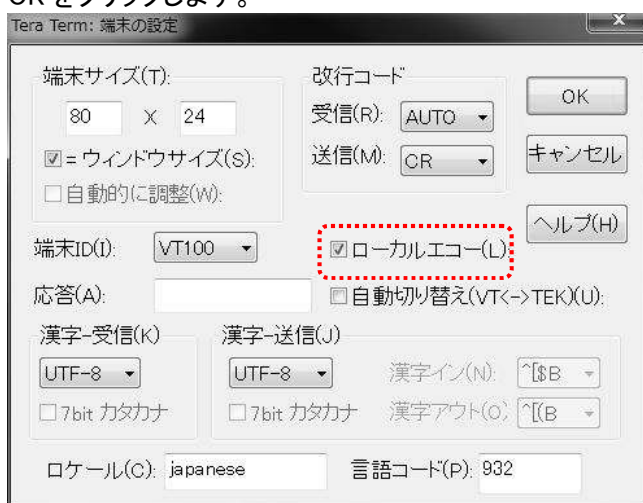 OK をクリックします。
Tera Term: 端末の設定
端末サイズ(T):
80 X 24
= ウィンドウサイズ(S):
自動的に調整(W):
改行コード
受信(R): AUTO
送信(M): CR
OK
キャンセル
ヘルプ(H)
端末ID(I): VT100
ローカルエコー(L):
応答(A):
自動切り替え(VT<->TEK)(U):
漢字-受信(K)
UTF-8
7bit カタカナ
漢字-送信(J)
UTF-8
漢字イン(N): ^[$B
7bit カタカナ
漢字アウト(O): ^[(B
ロケール(C): japanese
言語コード(P): 932